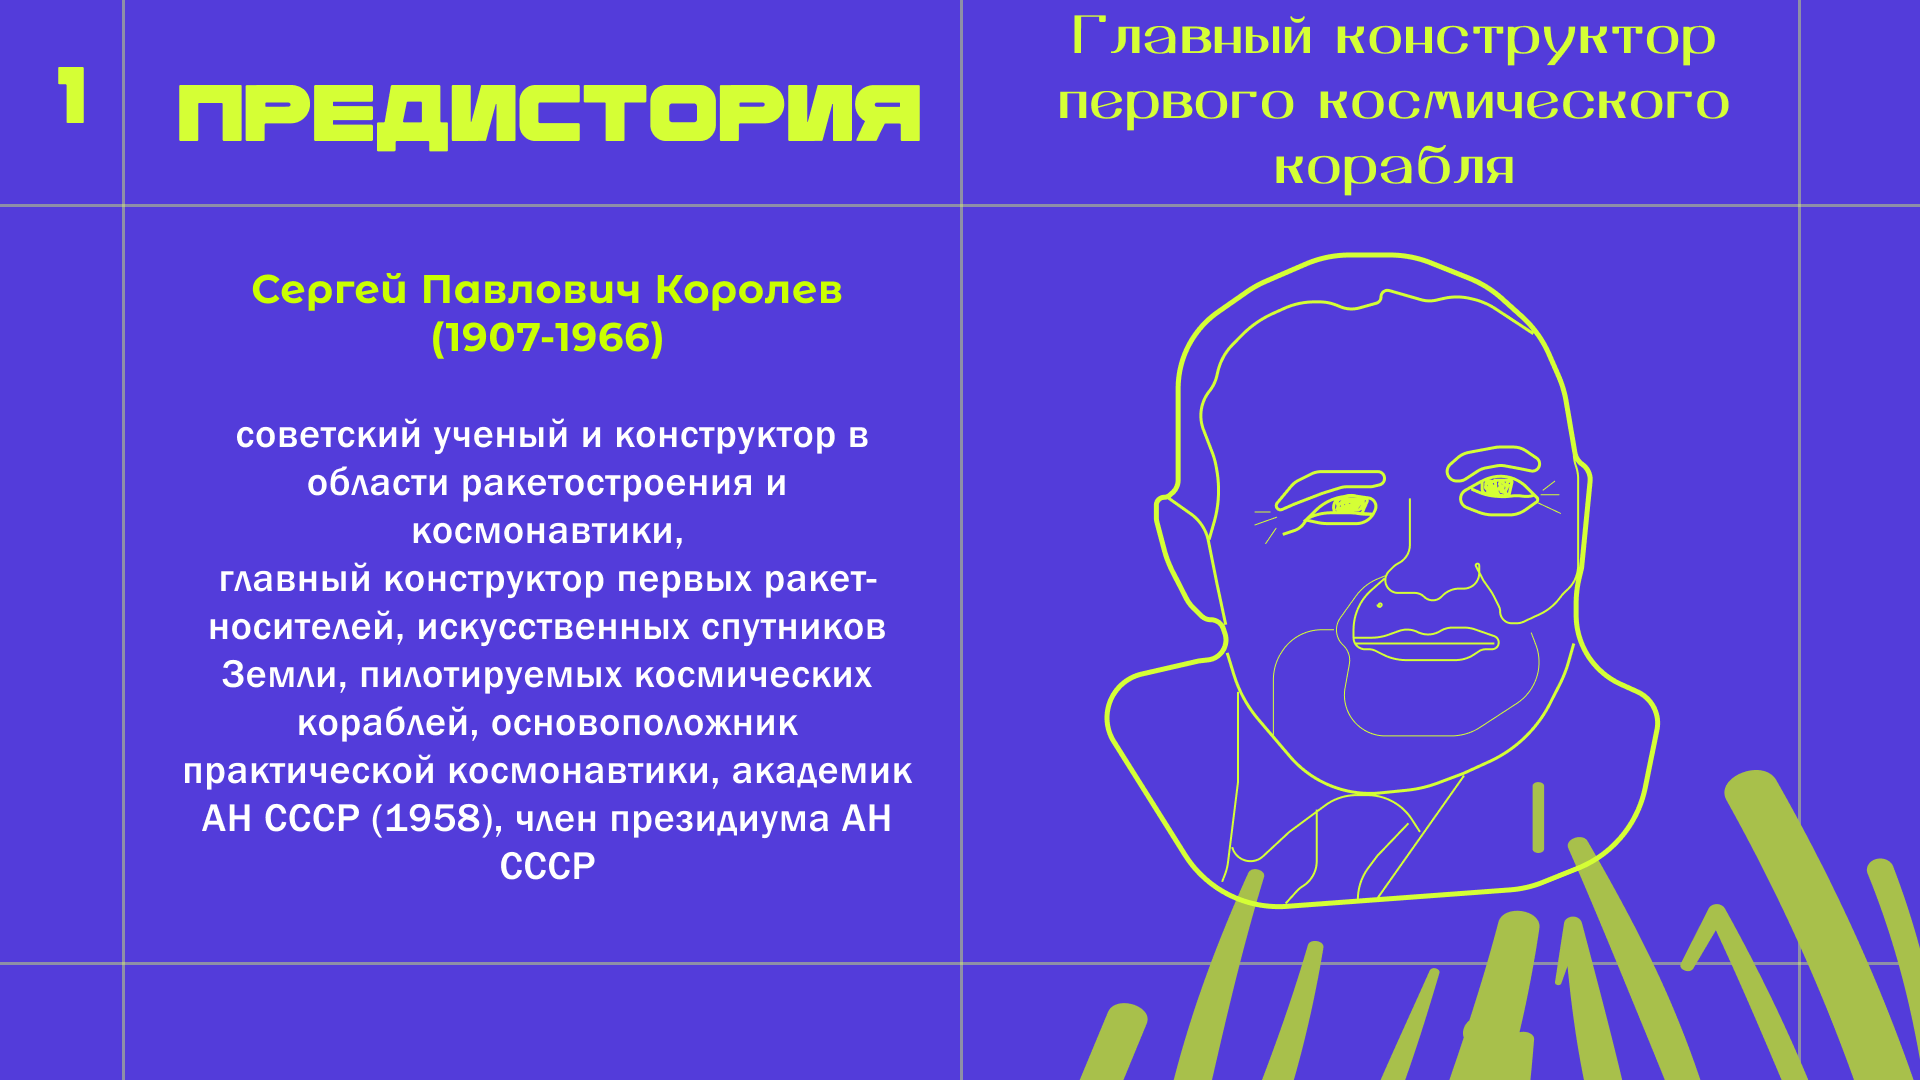 1
ПРЕДИСТОРИЯ
Главный конструктор
первого космического
корабля
Сергей Павлович Королев
(1907-1966)
советский ученый и конструктор в
области ракетостроения и
космонавтики,
главный конструктор первых ракет-
носителей, искусственных спутников
Земли, пилотируемых космических
кораблей, основоположник
практической космонавтики, академик
АН СССР (1958), член президиума АН
СССР